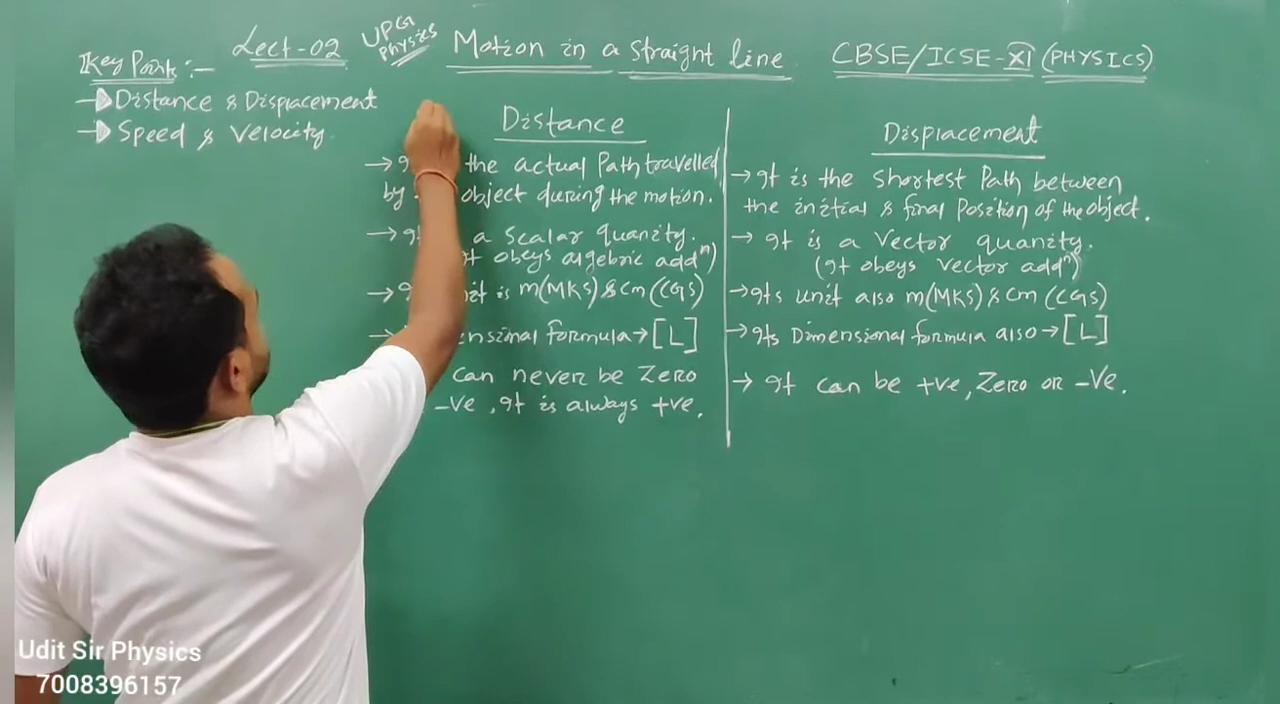 Lect-02
UPG
Physics
Motion in a straight line
CBSE/ICSE-XI (PHYSICS)
Key Points:-
→ Distance & Displacement
→ Speed & Velocity.
Distance
→ the actual Path travelled
by object during the motion.
→ a scalar quanity.
obeys algebric addⁿ)
→ is m(MKS) & cm (CGS)
formula → [L]
can never be Zero
-ve, It is always +ve.
Displacement
→ It is the shortest Path between
the initial & final Position of the object.
→ It is a Vector quanity.
(It obeys vector addⁿ)
→ Its unit also m(MKS) & cm (CGS)
→ Its Dimensional formula also → [L]
→ It can be +ve, Zero or -ve.
Udit Sir Physics
7008396157